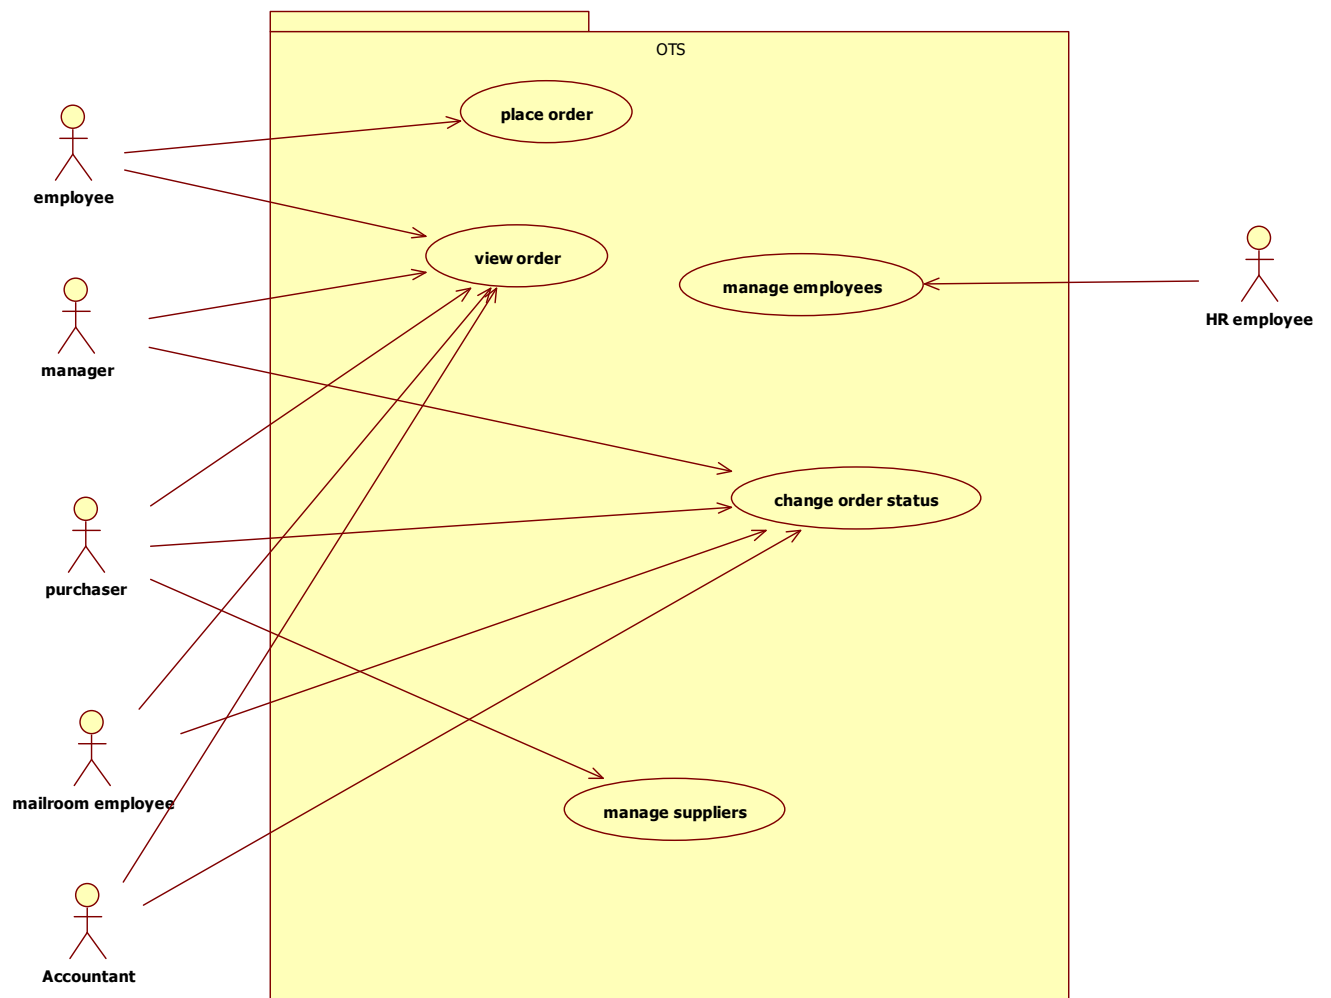 OTS
place order
employee
view order
manage employees
HR employee
manager
change order status
purchaser
mailroom employee
manage suppliers
Accountant